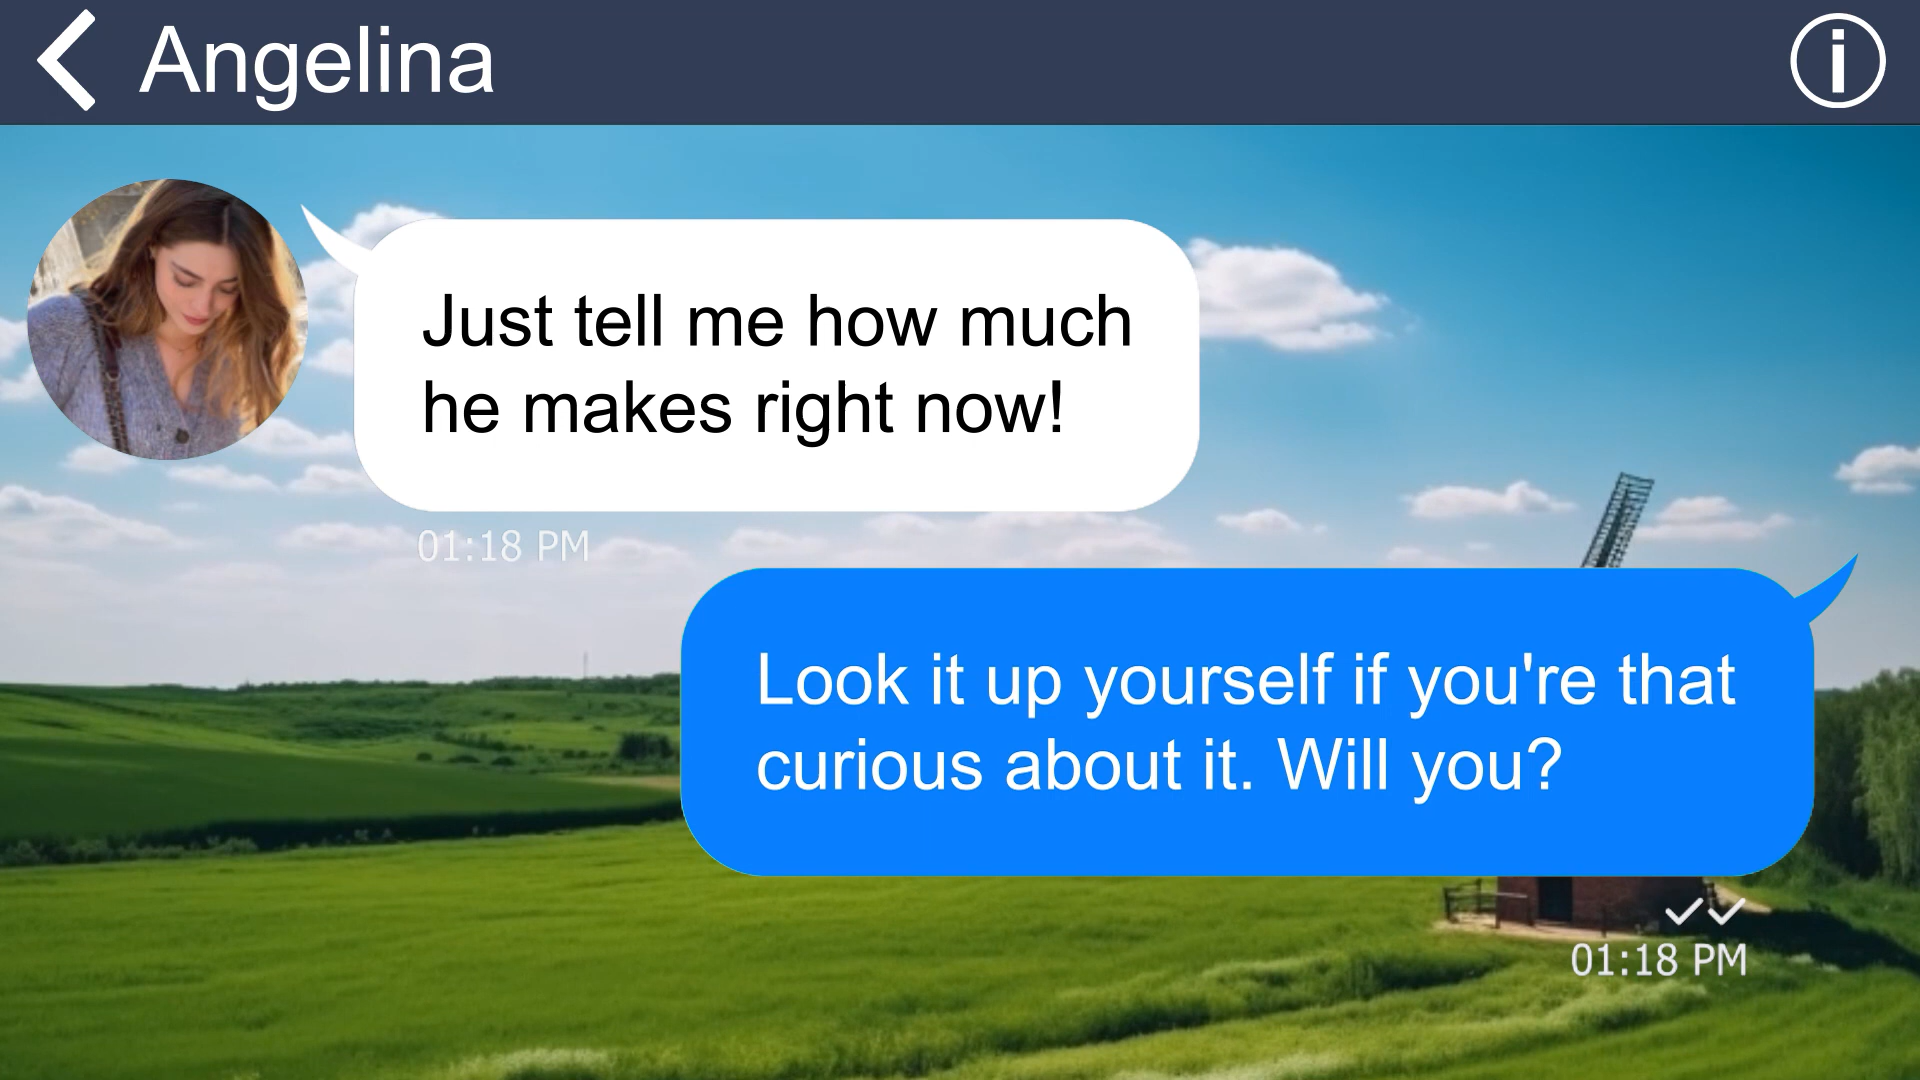 Angelina
Just tell me how much
he makes right now!
01:18 PM
Look it up yourself if you're that
curious about it. Will you?
01:18 PM